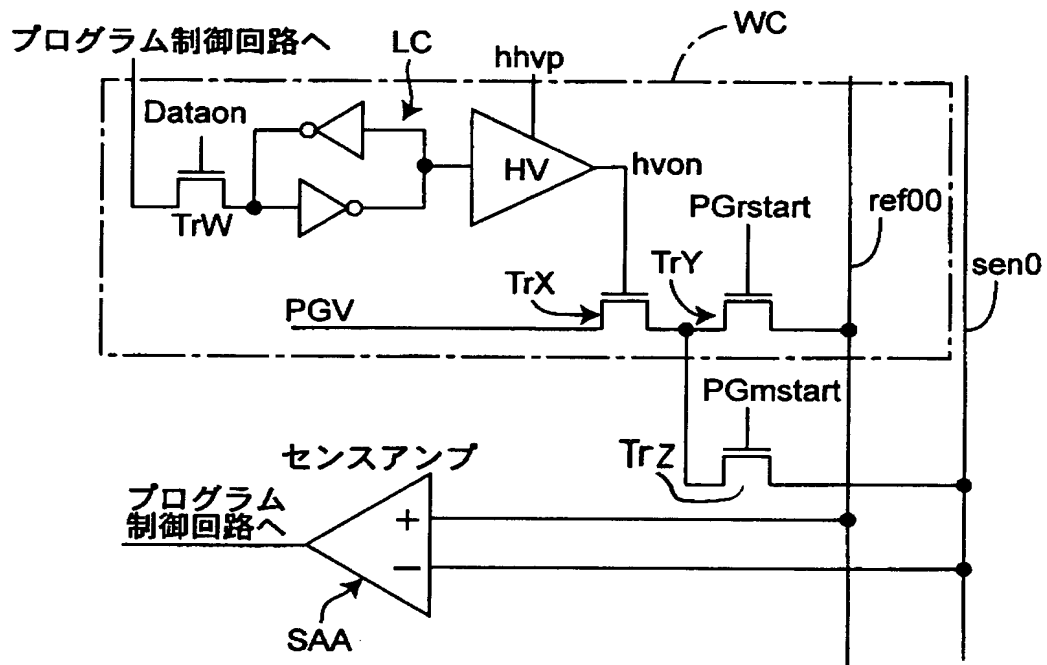 WC
プログラム制御回路へ
LC
hhvp
Dataon
HV
hvon
TrW
PGrstart
ref00
TrX
TrY
sen0
PGV
PGmstart
センスアンプ
TrZ
プログラム
制御回路へ
+
−
SAA